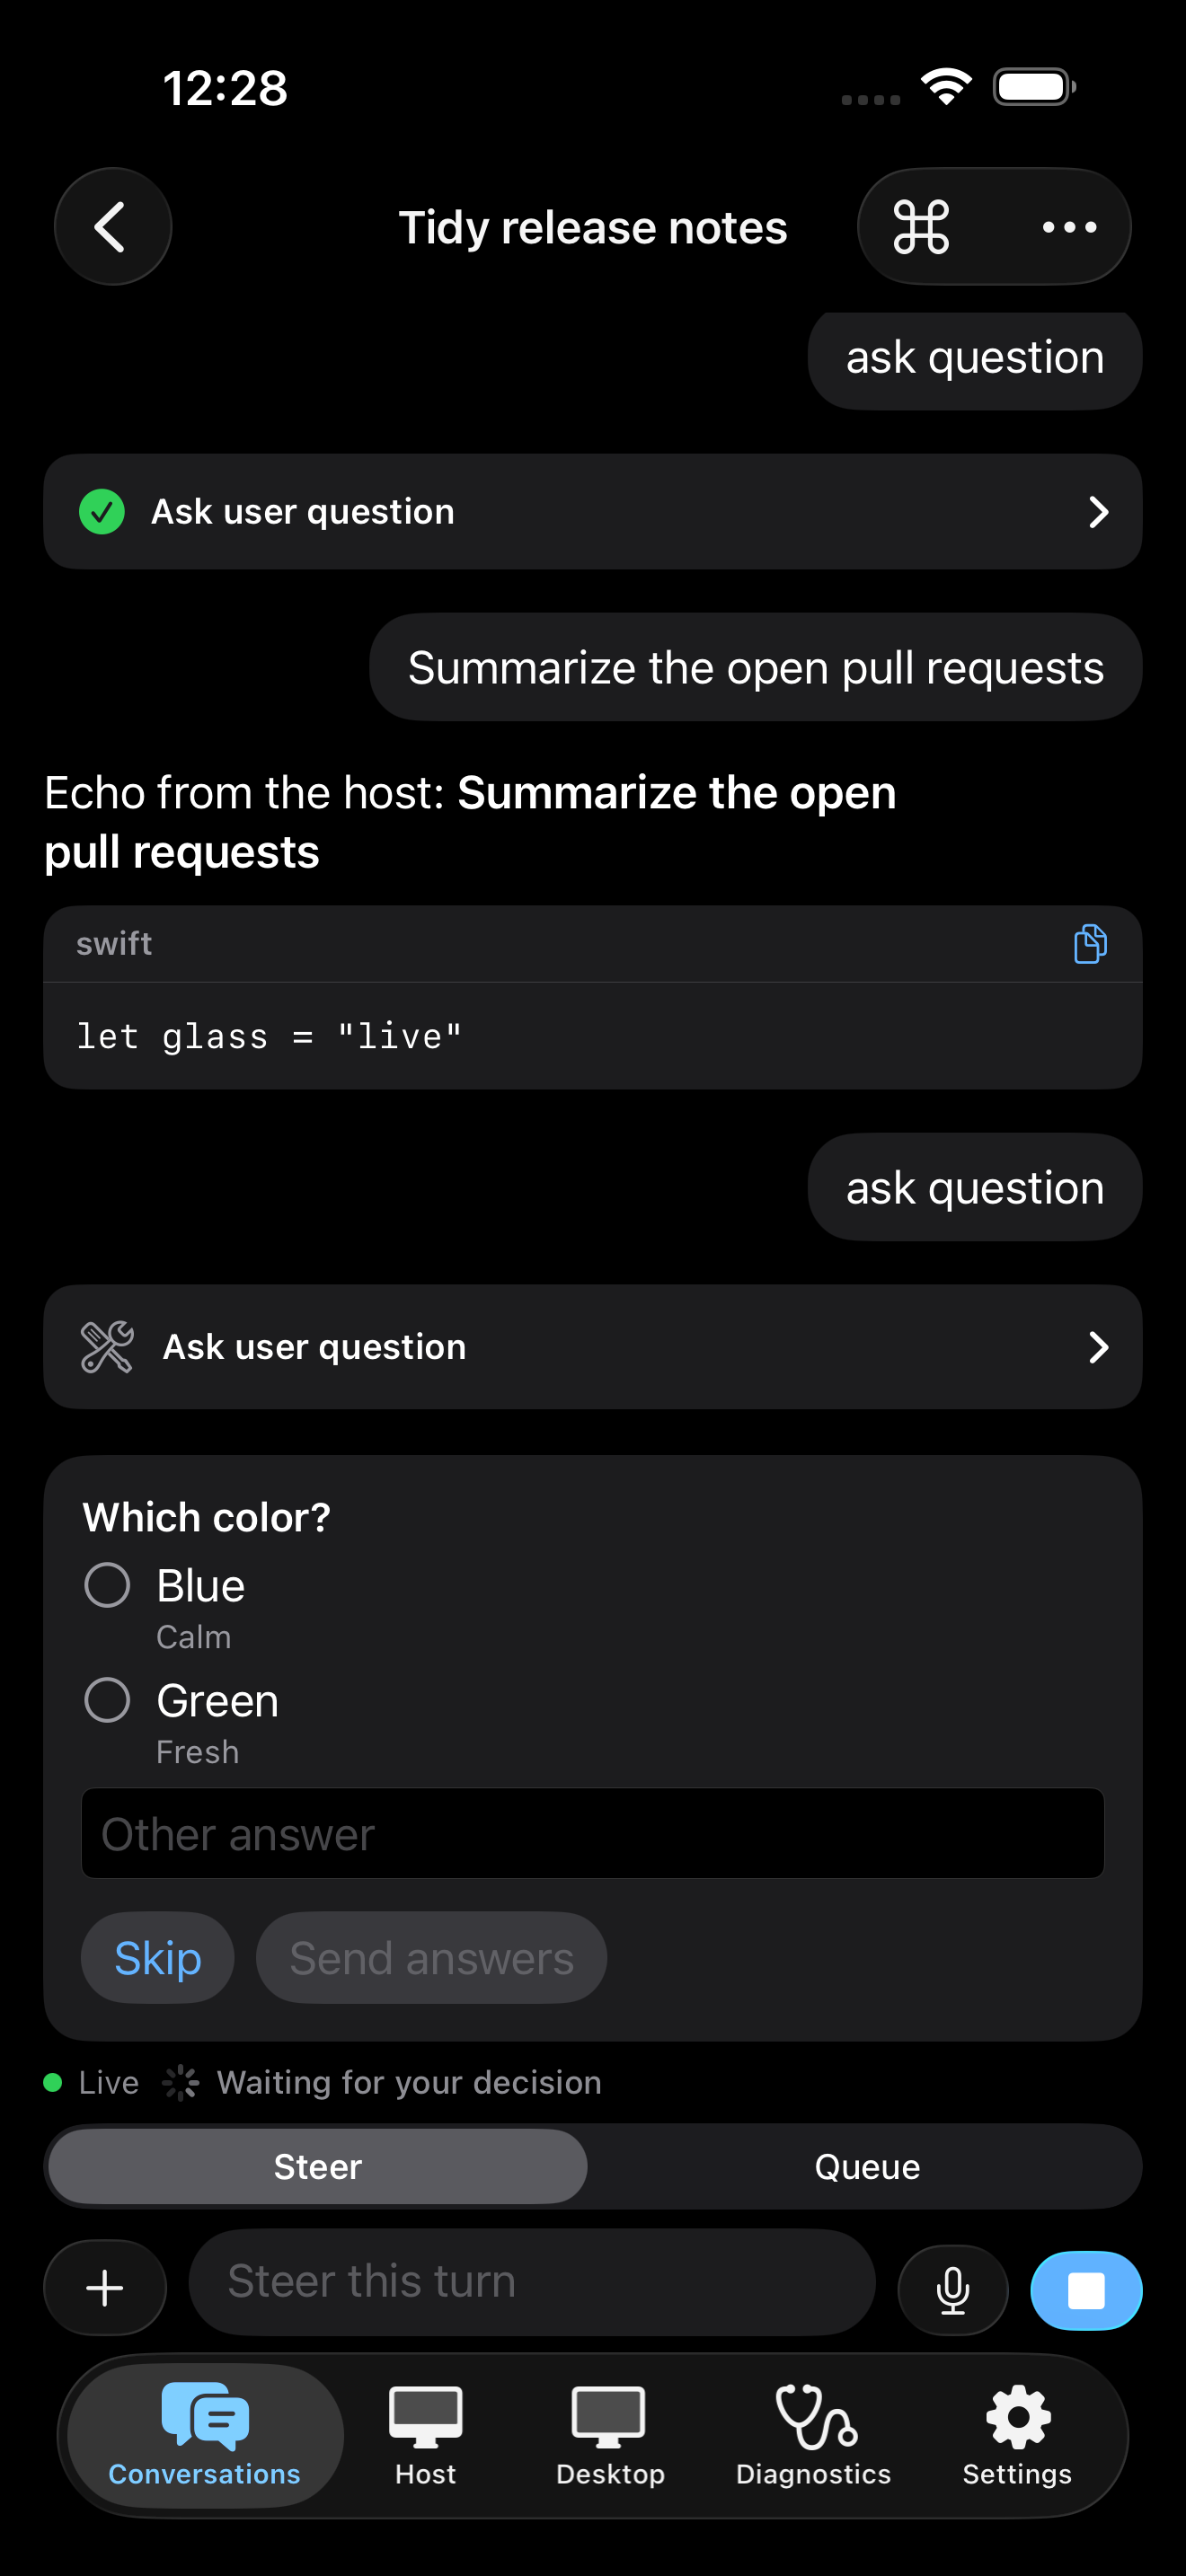 12:28
Tidy release notes
ask question
Ask user question
Summarize the open pull requests
Echo from the host: Summarize the open
pull requests
swift
let glass = "live"
ask question
Ask user question
Which color?
Blue
Calm
Green
Fresh
Other answer
Skip
Send answers
Live
Waiting for your decision
Steer
Queue
Steer this turn
Conversations
Host
Desktop
Diagnostics
Settings